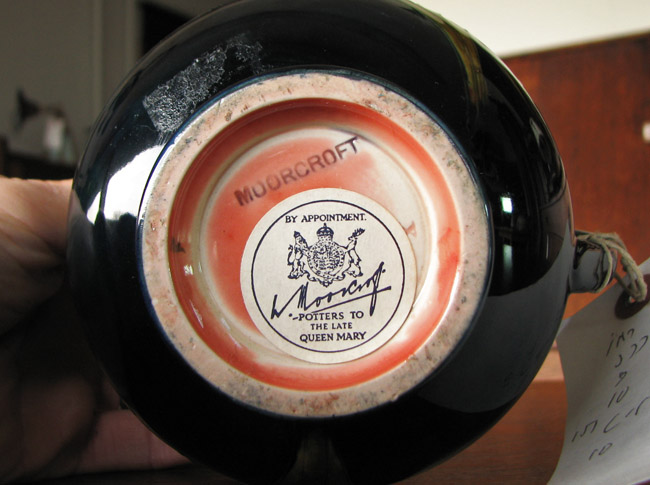 MOORCROFT
BY APPOINTMENT.
W. Moorcroft
POTTERS TO
THE LATE
QUEEN MARY